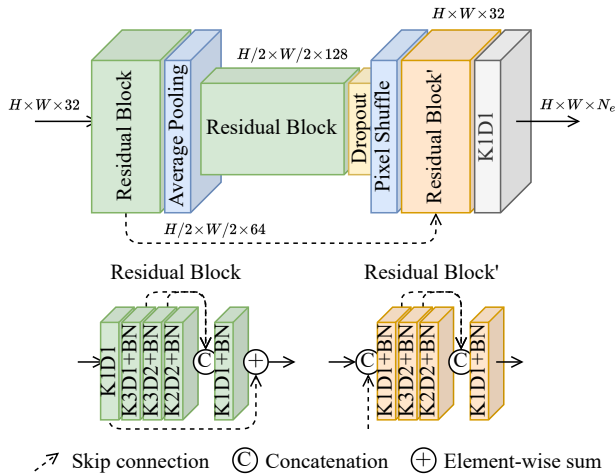 H×W×32
H/2×W/2×128
H×W×32
H×W×Nₑ
Residual Block
Average Pooling
Residual Block
Dropout
Pixel Shuffle
Residual Block'
K1D1
H/2×W/2×64
Residual Block
Residual Block'
K1D1
K3D1+BN
K3D2+BN
K2D2+BN
C
K1D1+BN
+
C
K3D1+BN
K3D2+BN
K2D2+BN
C
K1D1+BN
Skip connection
C Concatenation
+ Element-wise sum